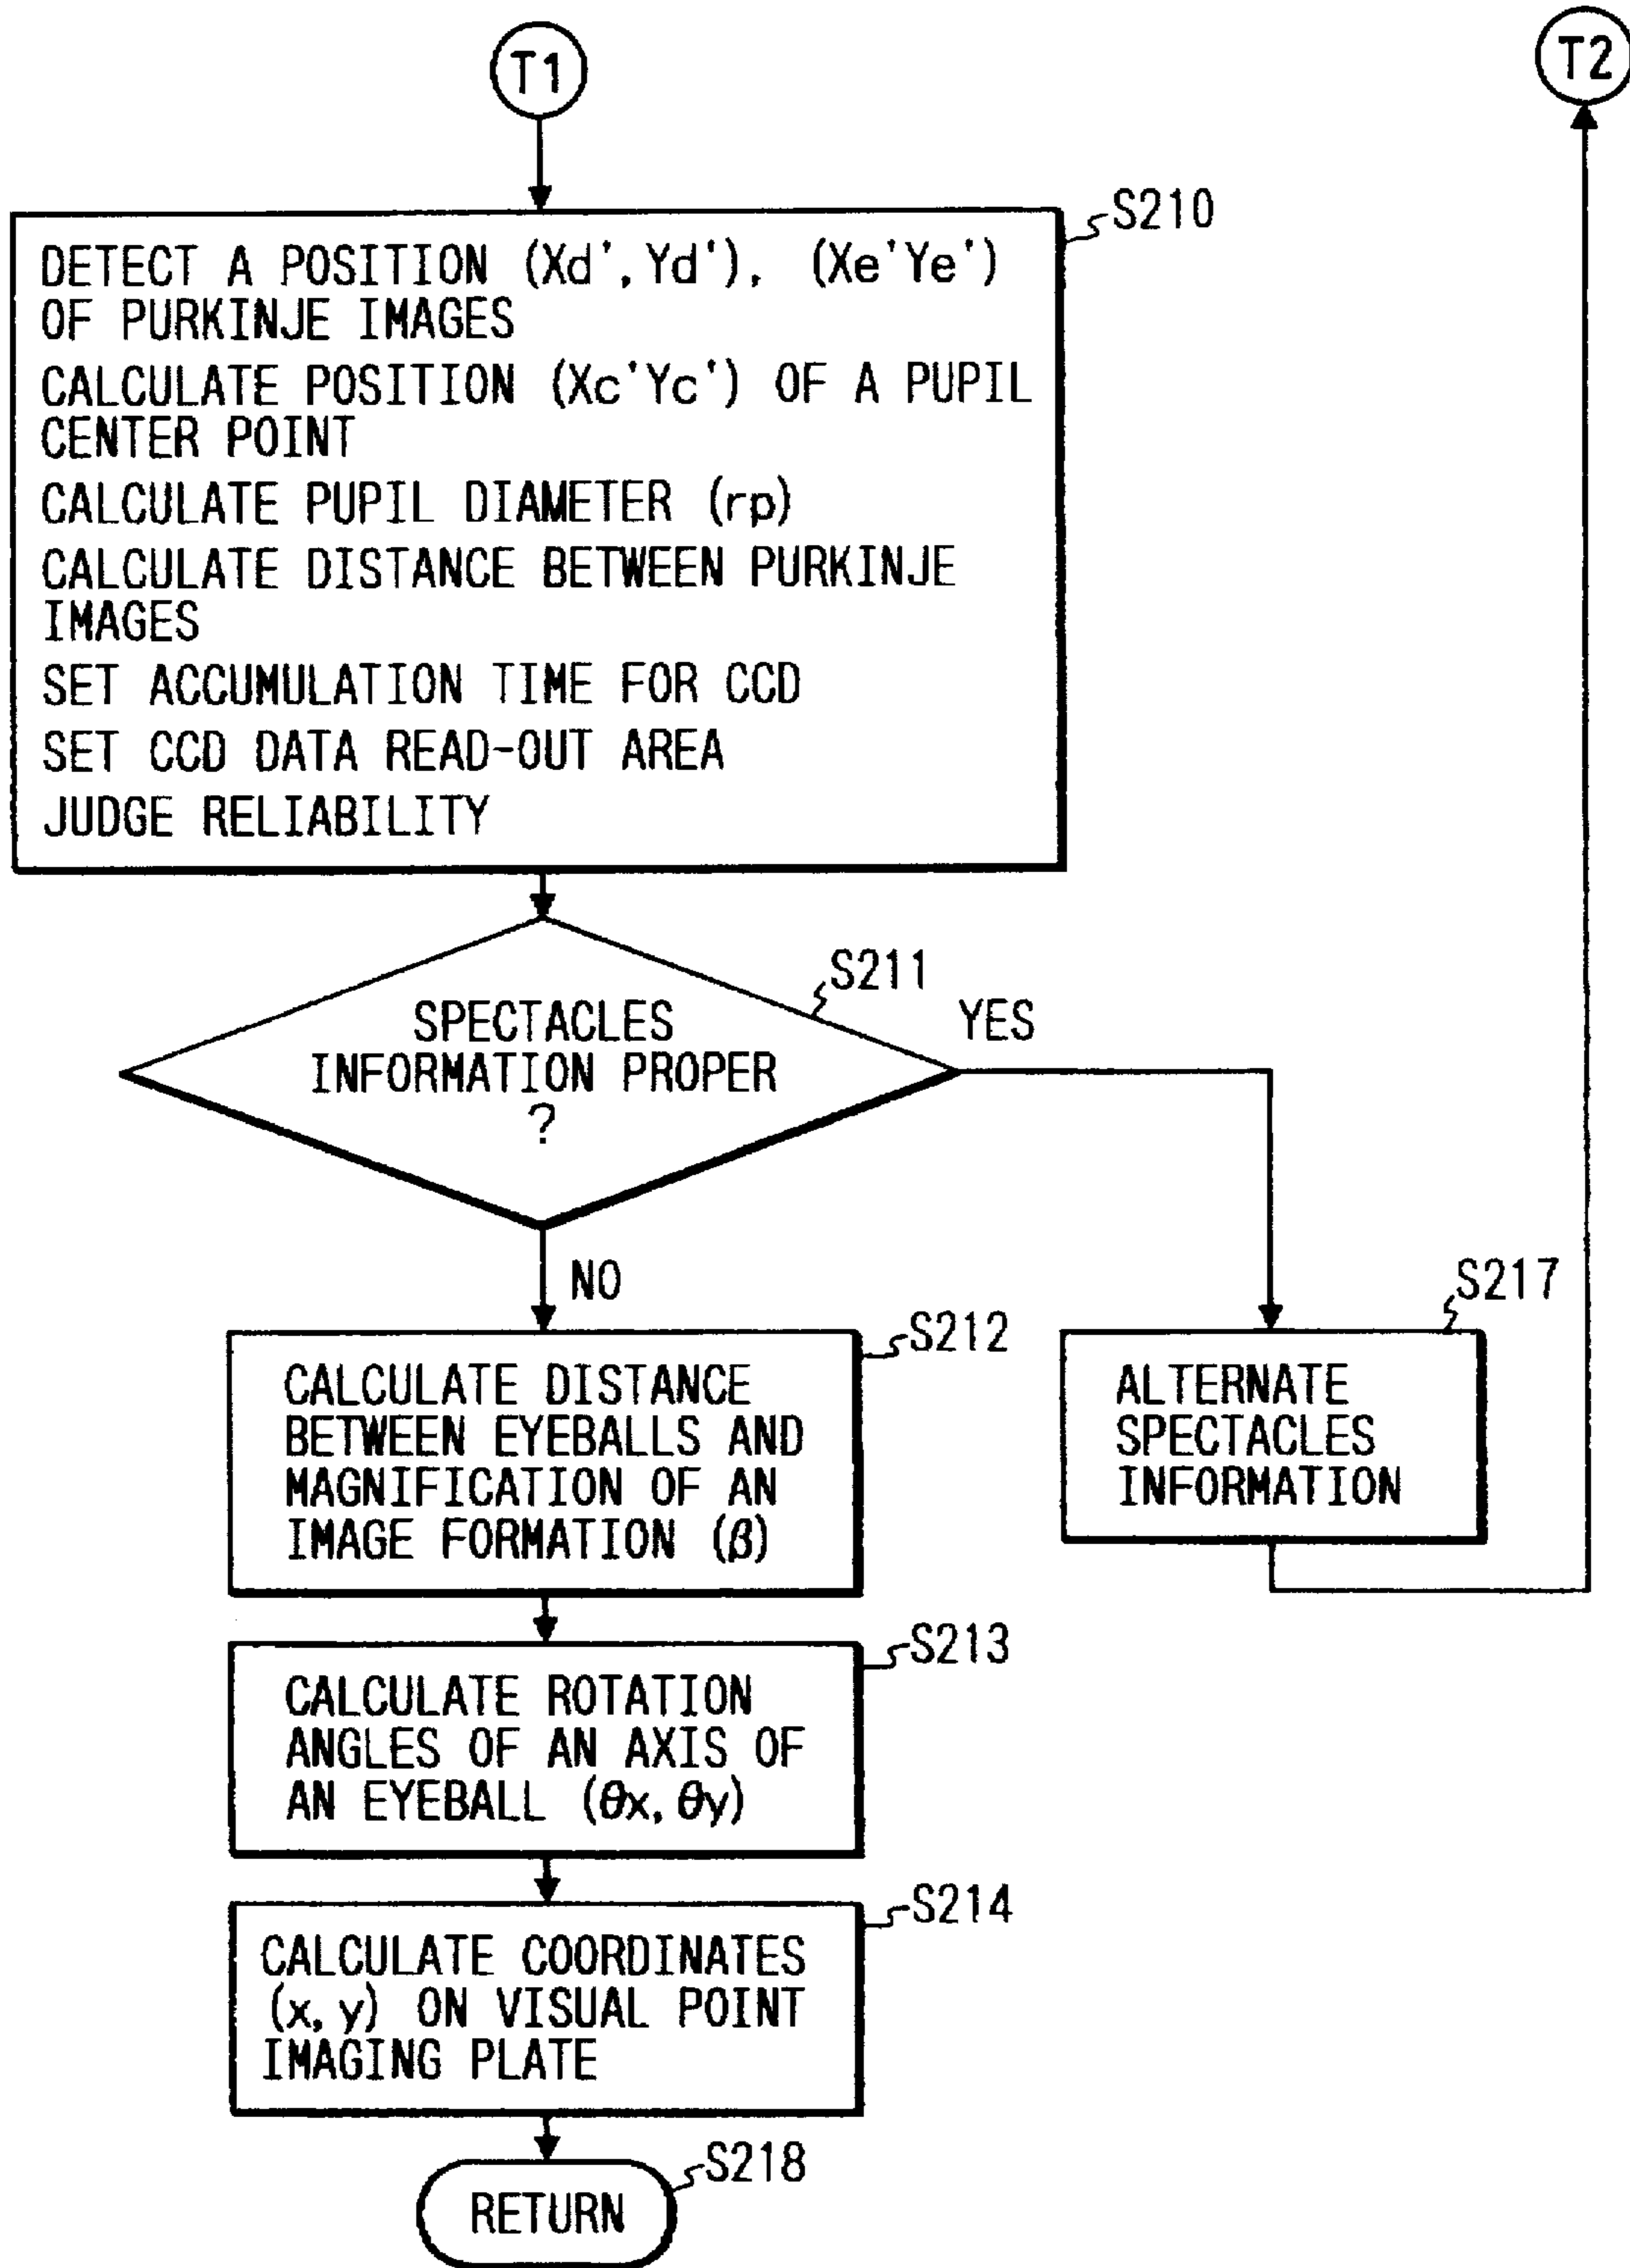 T1
T2
S210
DETECT A POSITION (Xd', Yd'), (Xe'Ye')
OF PURKINJE IMAGES
CALCULATE POSITION (Xc'Yc') OF A PUPIL
CENTER POINT
CALCULATE PUPIL DIAMETER (rp)
CALCULATE DISTANCE BETWEEN PURKINJE
IMAGES
SET ACCUMULATION TIME FOR CCD
SET CCD DATA READ-OUT AREA
JUDGE RELIABILITY
S211
SPECTACLES
INFORMATION PROPER
?
YES
NO
S212
CALCULATE DISTANCE
BETWEEN EYEBALLS AND
MAGNIFICATION OF AN
IMAGE FORMATION (β)
S217
ALTERNATE
SPECTACLES
INFORMATION
S213
CALCULATE ROTATION
ANGLES OF AN AXIS OF
AN EYEBALL (θx, θy)
S214
CALCULATE COORDINATES
(x, y) ON VISUAL POINT
IMAGING PLATE
S218
RETURN